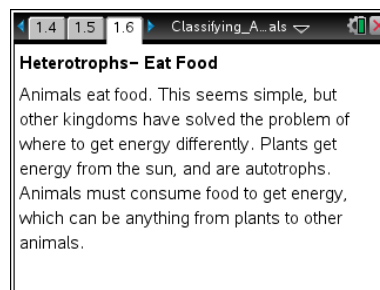 1.4 1.5 1.6 Classifying_A...als
Heterotrophs– Eat Food
Animals eat food. This seems simple, but
other kingdoms have solved the problem of
where to get energy differently. Plants get
energy from the sun, and are autotrophs.
Animals must consume food to get energy,
which can be anything from plants to other
animals.